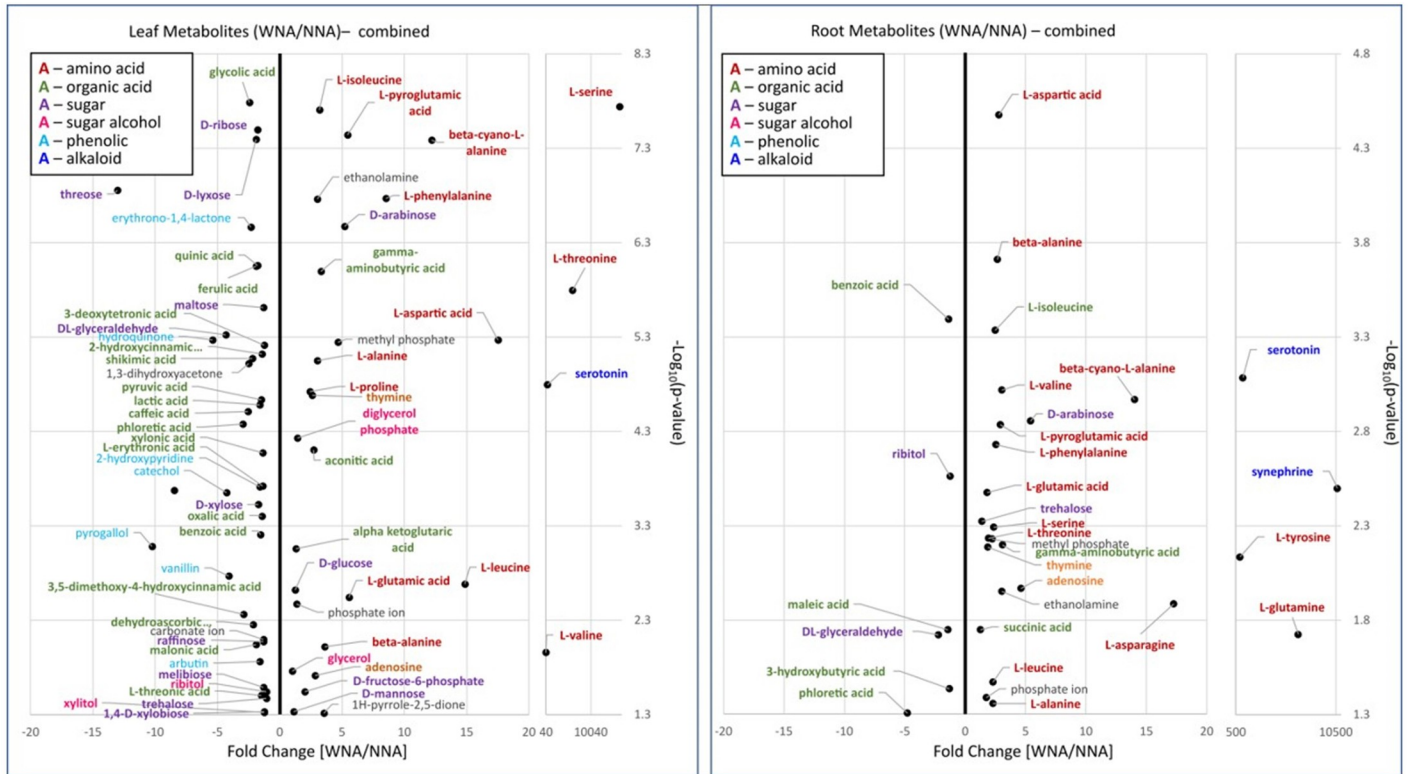 Leaf Metabolites (WNA/NNA)– combined
A – amino acid
A – organic acid
A – sugar
A – sugar alcohol
A – phenolic
A – alkaloid
glycolic acid
L-isoleucine
L-pyroglutamic
acid
L-serine
D-ribose
beta-cyano-L-
alanine
ethanolamine
threose
D-lyxose
L-phenylalanine
erythrono-1,4-lactone
D-arabinose
quinic acid
gamma-
aminobutyric acid
L-threonine
ferulic acid
maltose
3-deoxytetronic acid
L-aspartic acid
DL-glyceraldehyde
hydroquinone
methyl phosphate
2-hydroxycinnamic...
shikimic acid
L-alanine
1,3-dihydroxyacetone
serotonin
pyruvic acid
L-proline
lactic acid
thymine
caffeic acid
diglycerol
phosphate
phloretic acid
xylonic acid
L-erythronic acid
2-hydroxypyridine
aconitic acid
catechol
D-xylose
oxalic acid
benzoic acid
alpha ketoglutaric
acid
pyrogallol
D-glucose
vanillin
L-leucine
L-glutamic acid
3,5-dimethoxy-4-hydroxycinnamic acid
phosphate ion
dehydroascorbic...
carbonate ion
raffinose
beta-alanine
L-valine
malonic acid
glycerol
arbutin
adenosine
melibiose
D-fructose-6-phosphate
ribitol
L-threonic acid
D-mannose
xylitol
trehalose
1H-pyrrole-2,5-dione
1,4-D-xylobiose
8.3
7.3
6.3
5.3
4.3
3.3
2.3
1.3
-Log10(p-value)
-20 -15 -10 -5 0 5 10 15 20 40 10040
Fold Change [WNA/NNA]
Root Metabolites (WNA/NNA) – combined
A – amino acid
A – organic acid
A – sugar
A – sugar alcohol
A – phenolic
A – alkaloid
L-aspartic acid
beta-alanine
benzoic acid
L-isoleucine
serotonin
beta-cyano-L-alanine
L-valine
D-arabinose
L-pyroglutamic acid
ribitol
L-phenylalanine
synephrine
L-glutamic acid
trehalose
L-serine
L-threonine
L-tyrosine
methyl phosphate
gamma-aminobutyric acid
thymine
adenosine
maleic acid
ethanolamine
L-glutamine
DL-glyceraldehyde
succinic acid
L-asparagine
3-hydroxybutyric acid
L-leucine
phloretic acid
phosphate ion
L-alanine
4.8
4.3
3.8
3.3
2.8
2.3
1.8
1.3
-Log10(p-value)
-20 -15 -10 -5 0 5 10 15 20 500 10500
Fold Change [WNA/NNA]